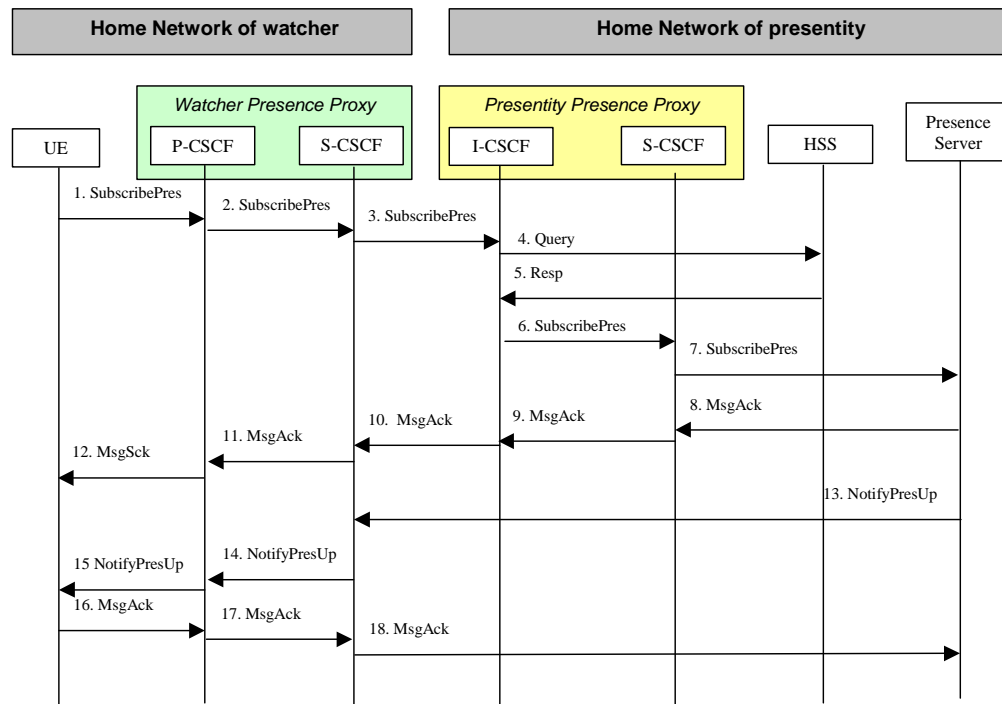 Home Network of watcher
Home Network of presentity
Watcher Presence Proxy
Presentity Presence Proxy
UE
P-CSCF
S-CSCF
I-CSCF
S-CSCF
HSS
Presence
Server
1. SubscribePres
2. SubscribePres
3. SubscribePres
4. Query
5. Resp
6. SubscribePres
7. SubscribePres
8. MsgAck
9. MsgAck
10. MsgAck
11. MsgAck
12. MsgSck
13. NotifyPresUp
14. NotifyPresUp
15 NotifyPresUp
16. MsgAck
17. MsgAck
18. MsgAck